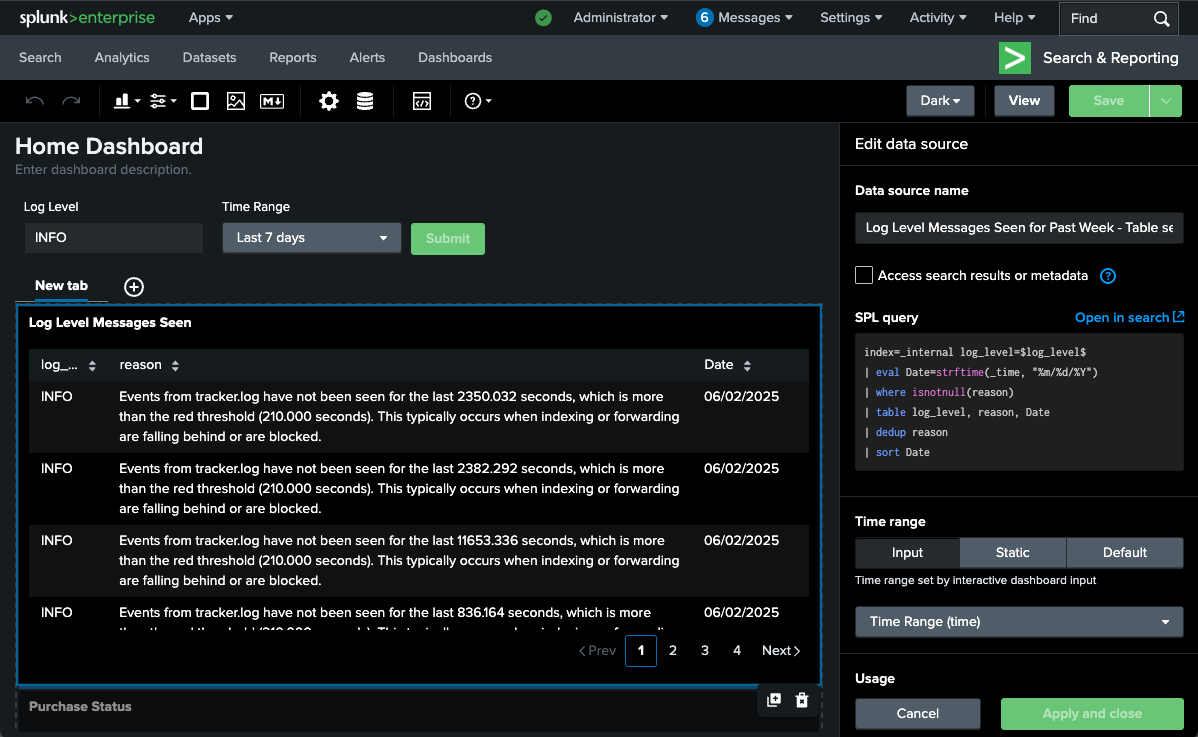 splunk>enterprise Apps Administrator 6 Messages Settings Activity Help Find
Search Analytics Datasets Reports Alerts Dashboards Search & Reporting
M Dark View Save
Home Dashboard
Enter dashboard description.
Log Level Time Range
INFO Last 7 days Submit
New tab
Log Level Messages Seen
log_... reason Date
INFO Events from tracker.log have not been seen for the last 2350.032 seconds, which is more 06/02/2025
than the red threshold (210.000 seconds). This typically occurs when indexing or forwarding
are falling behind or are blocked.
INFO Events from tracker.log have not been seen for the last 2382.292 seconds, which is more 06/02/2025
than the red threshold (210.000 seconds). This typically occurs when indexing or forwarding
are falling behind or are blocked.
INFO Events from tracker.log have not been seen for the last 11653.336 seconds, which is more 06/02/2025
than the red threshold (210.000 seconds). This typically occurs when indexing or forwarding
are falling behind or are blocked.
INFO Events from tracker.log have not been seen for the last 836.164 seconds, which is more 06/02/2025
Prev 1 2 3 4 Next
Purchase Status
Edit data source
Data source name
Log Level Messages Seen for Past Week - Table se
Access search results or metadata ?
SPL query Open in search
index=_internal log_level=$log_level$
| eval Date=strftime(_time, "%m/%d/%Y")
| where isnotnull(reason)
| table log_level, reason, Date
| dedup reason
| sort Date
Time range
Input Static Default
Time range set by interactive dashboard input
Time Range (time)
Usage
Cancel Apply and close